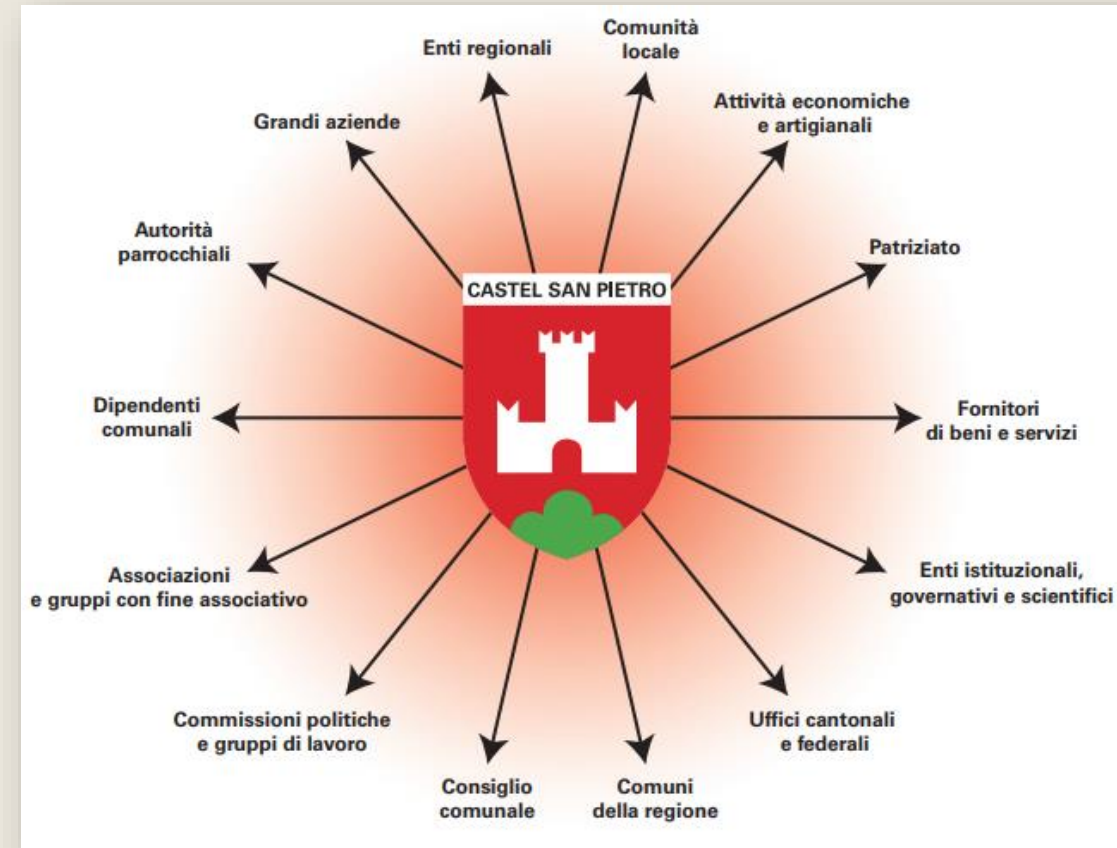 Comunità
locale
Enti regionali
Attività economiche
e artigianali
Grandi aziende
Autorità
parrocchiali
Patriziato
CASTEL SAN PIETRO
Dipendenti
comunali
Fornitori
di beni e servizi
Associazioni
e gruppi con fine associativo
Enti istituzionali,
governativi e scientifici
Commissioni politiche
e gruppi di lavoro
Uffici cantonali
e federali
Consiglio
comunale
Comuni
della regione